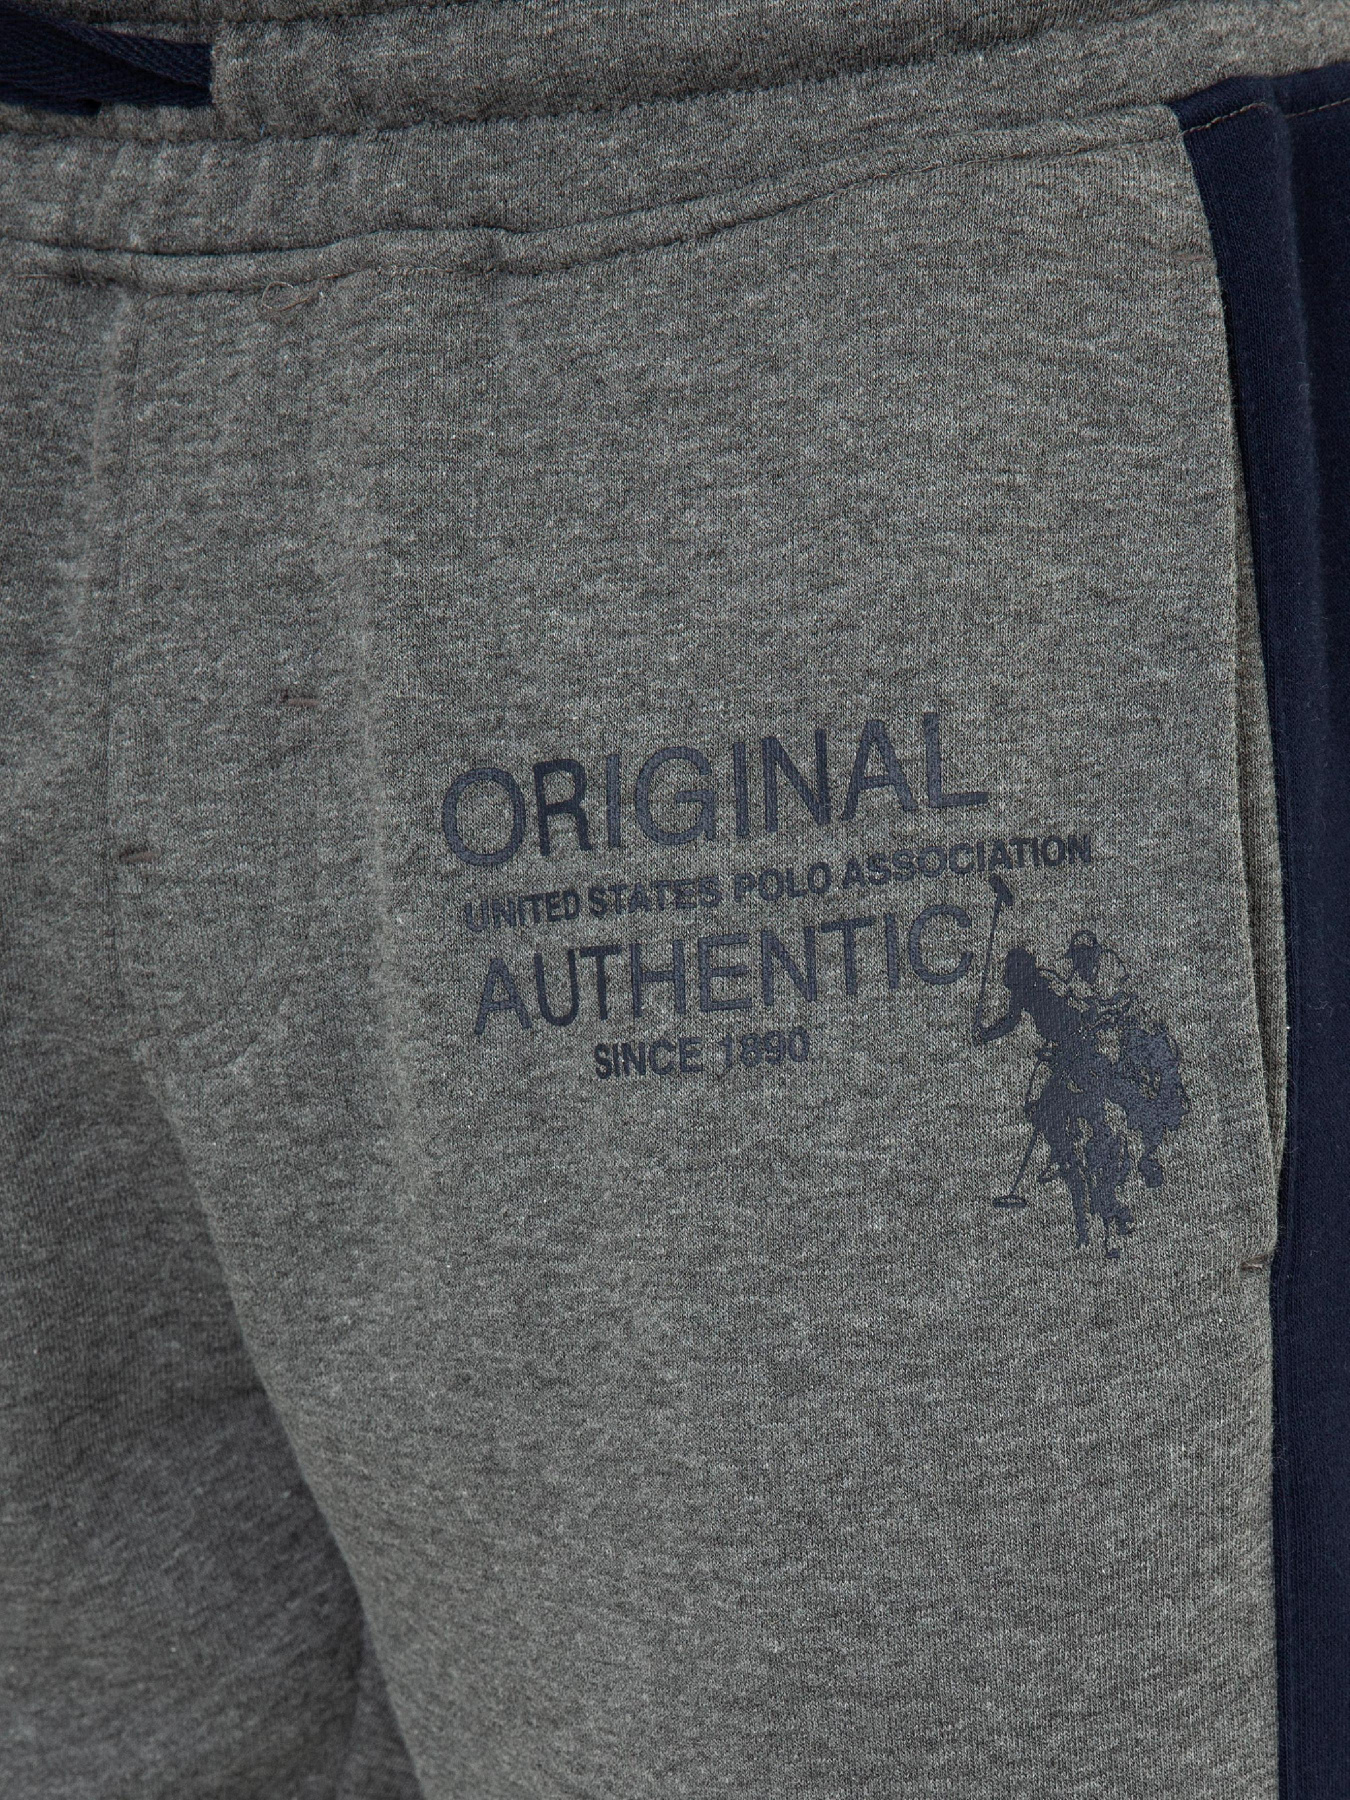 ORIGINAL
UNITED STATES POLO ASSOCIATION
AUTHENTIC
SINCE 1890